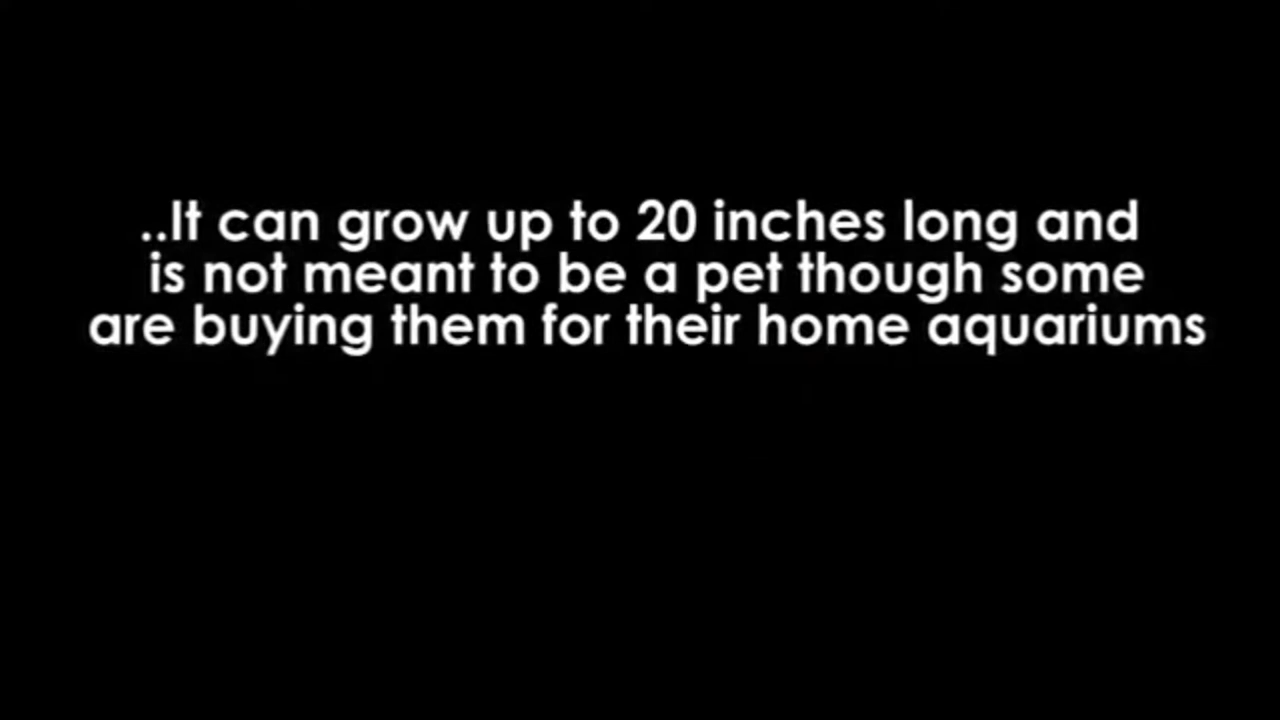 ..It can grow up to 20 inches long and
is not meant to be a pet though some
are buying them for their home aquariums